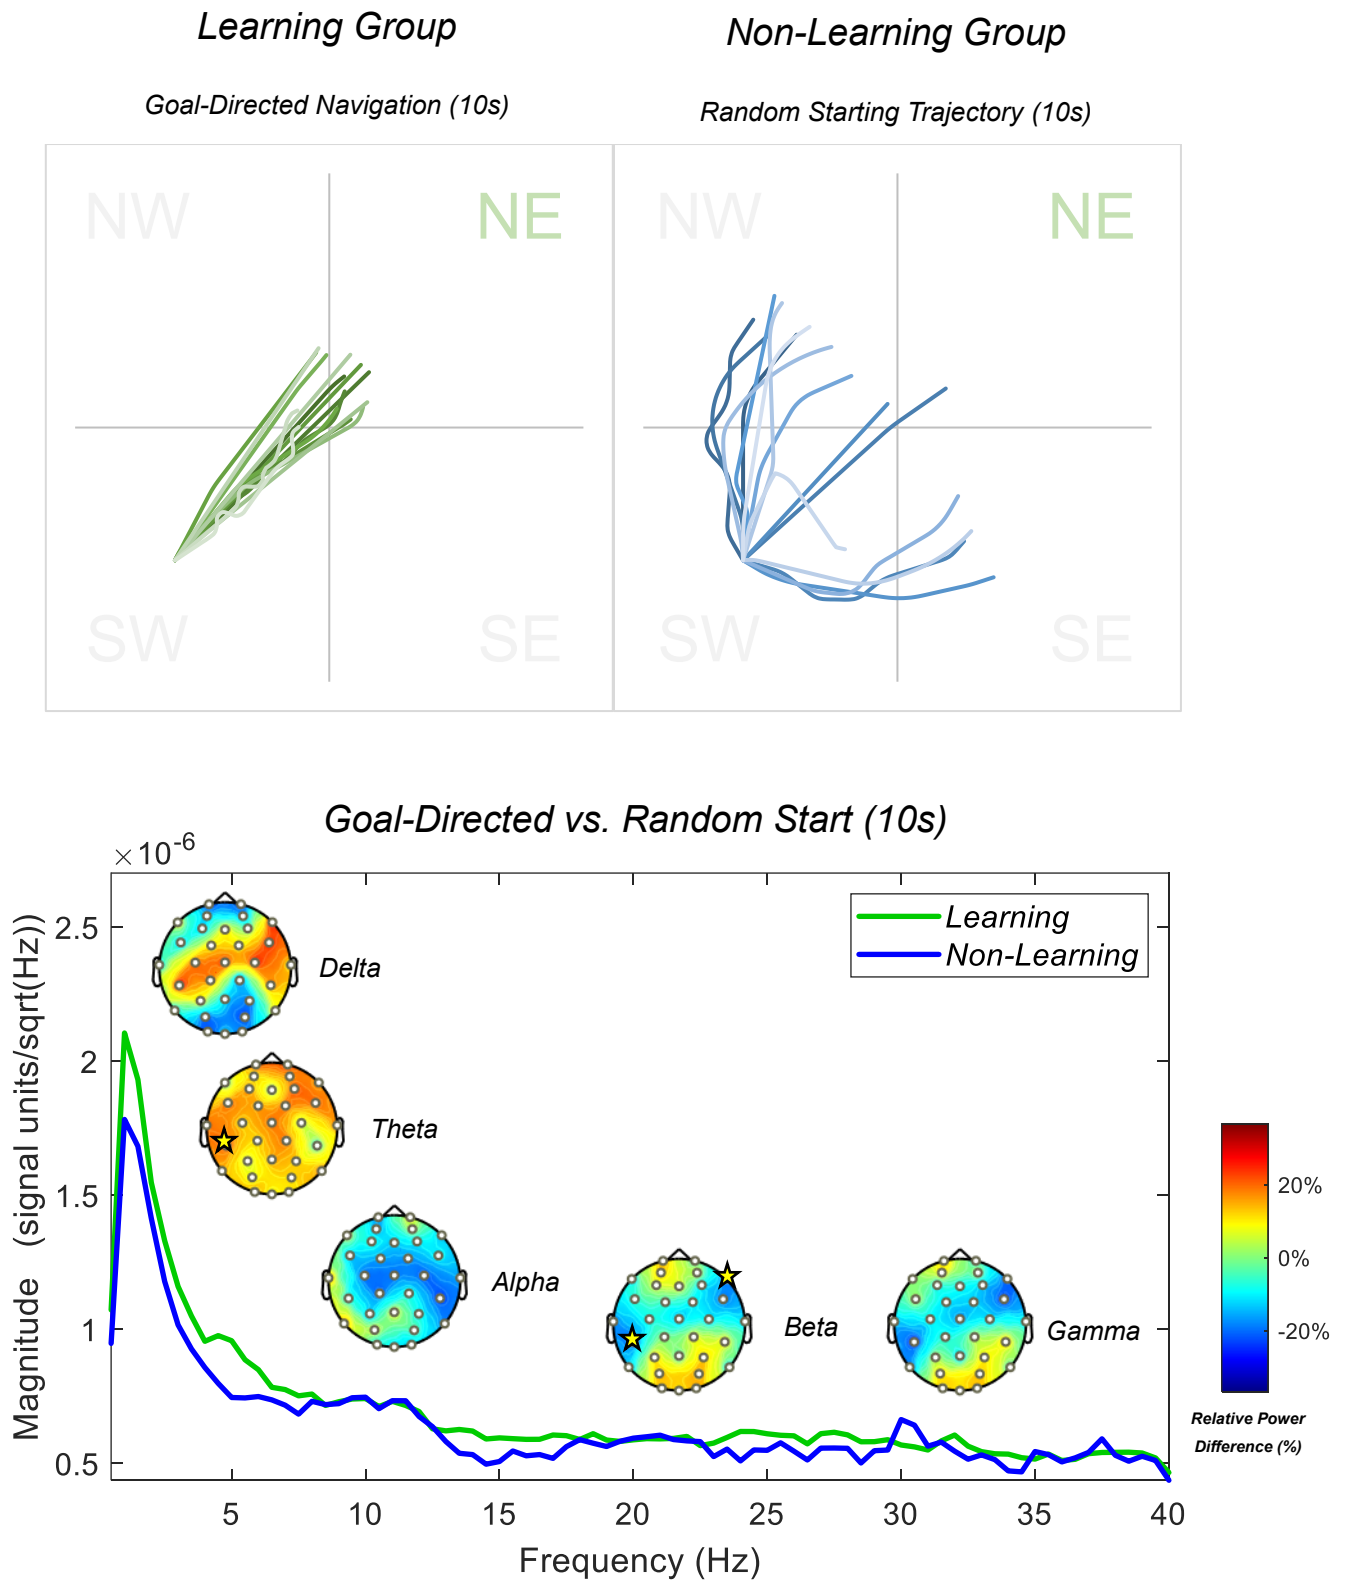 Learning Group
Non-Learning Group
Goal-Directed Navigation (10s)
Random Starting Trajectory (10s)
NW
NE
NW
NE
SW
SE
SW
SE
Goal-Directed vs. Random Start (10s)
×10-6
Magnitude (signal units/sqrt(Hz))
2.5
2
1.5
1
0.5
Learning
Non-Learning
Delta
Theta
Alpha
Beta
Gamma
20%
0%
-20%
Relative Power
Difference (%)
5
10
15
20
25
30
35
40
Frequency (Hz)